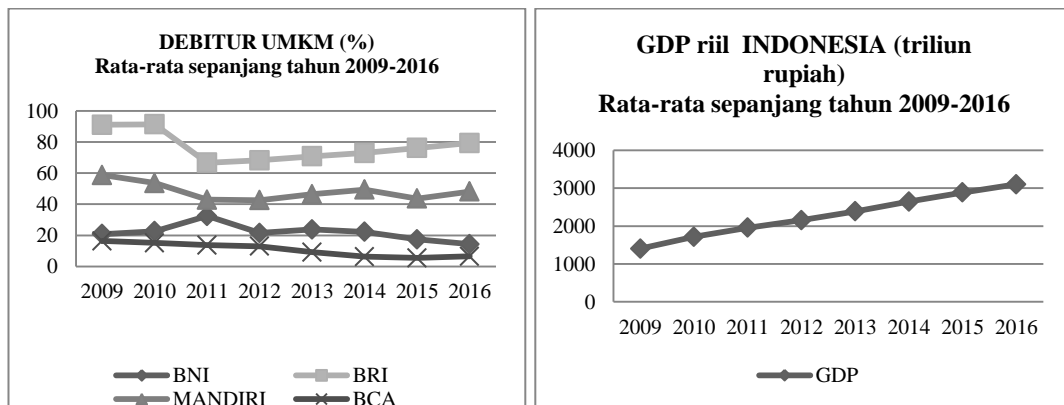 DEBITUR UMKM (%)
Rata-rata sepanjang tahun 2009-2016
100
80
60
40
20
0
2009 2010 2011 2012 2013 2014 2015 2016
BNI BRI
MANDIRI BCA
GDP riil INDONESIA (triliun
rupiah)
Rata-rata sepanjang tahun 2009-2016
4000
3000
2000
1000
0
2009 2010 2011 2012 2013 2014 2015 2016
GDP